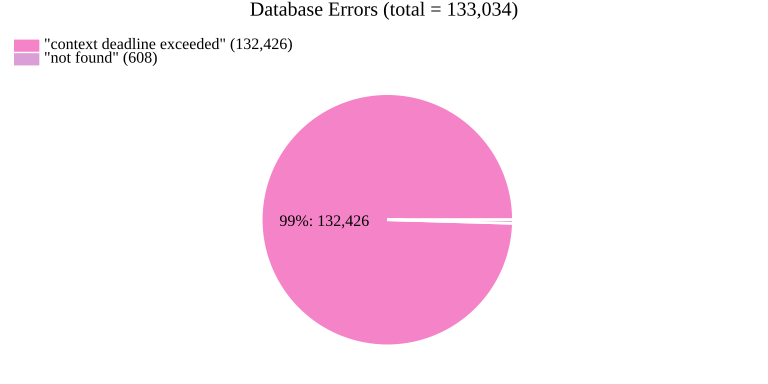 Database Errors (total = 133,034)
"context deadline exceeded" (132,426)
"not found" (608)
99%: 132,426